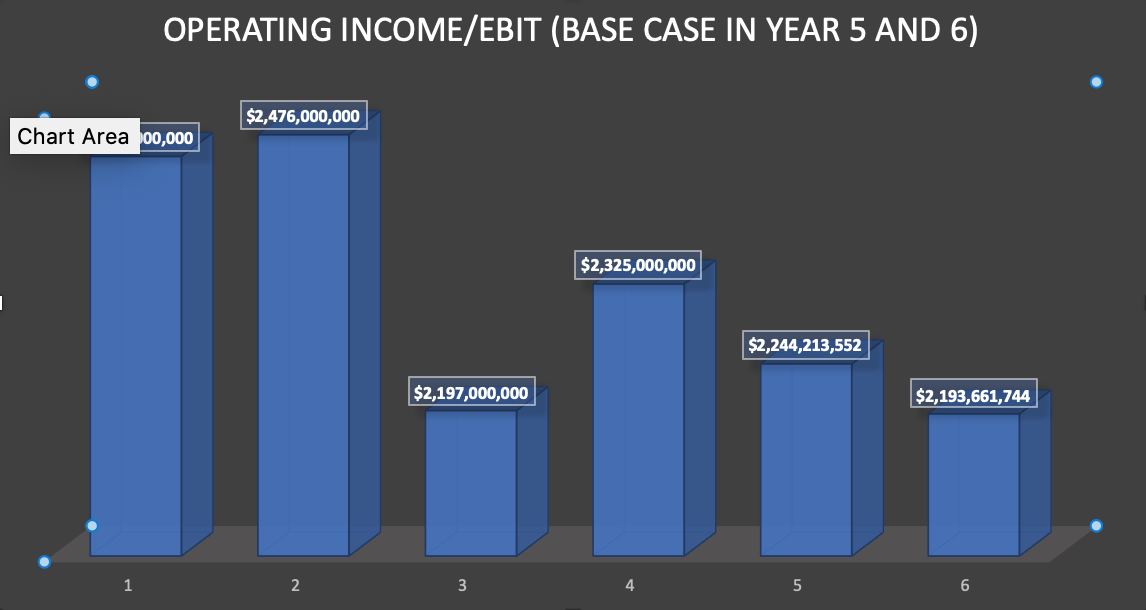 OPERATING INCOME/EBIT (BASE CASE IN YEAR 5 AND 6)
$2,476,000,000
Chart Area
000,000
$2,325,000,000
$2,244,213,552
$2,197,000,000
$2,193,661,744
1 2 3 4 5 6